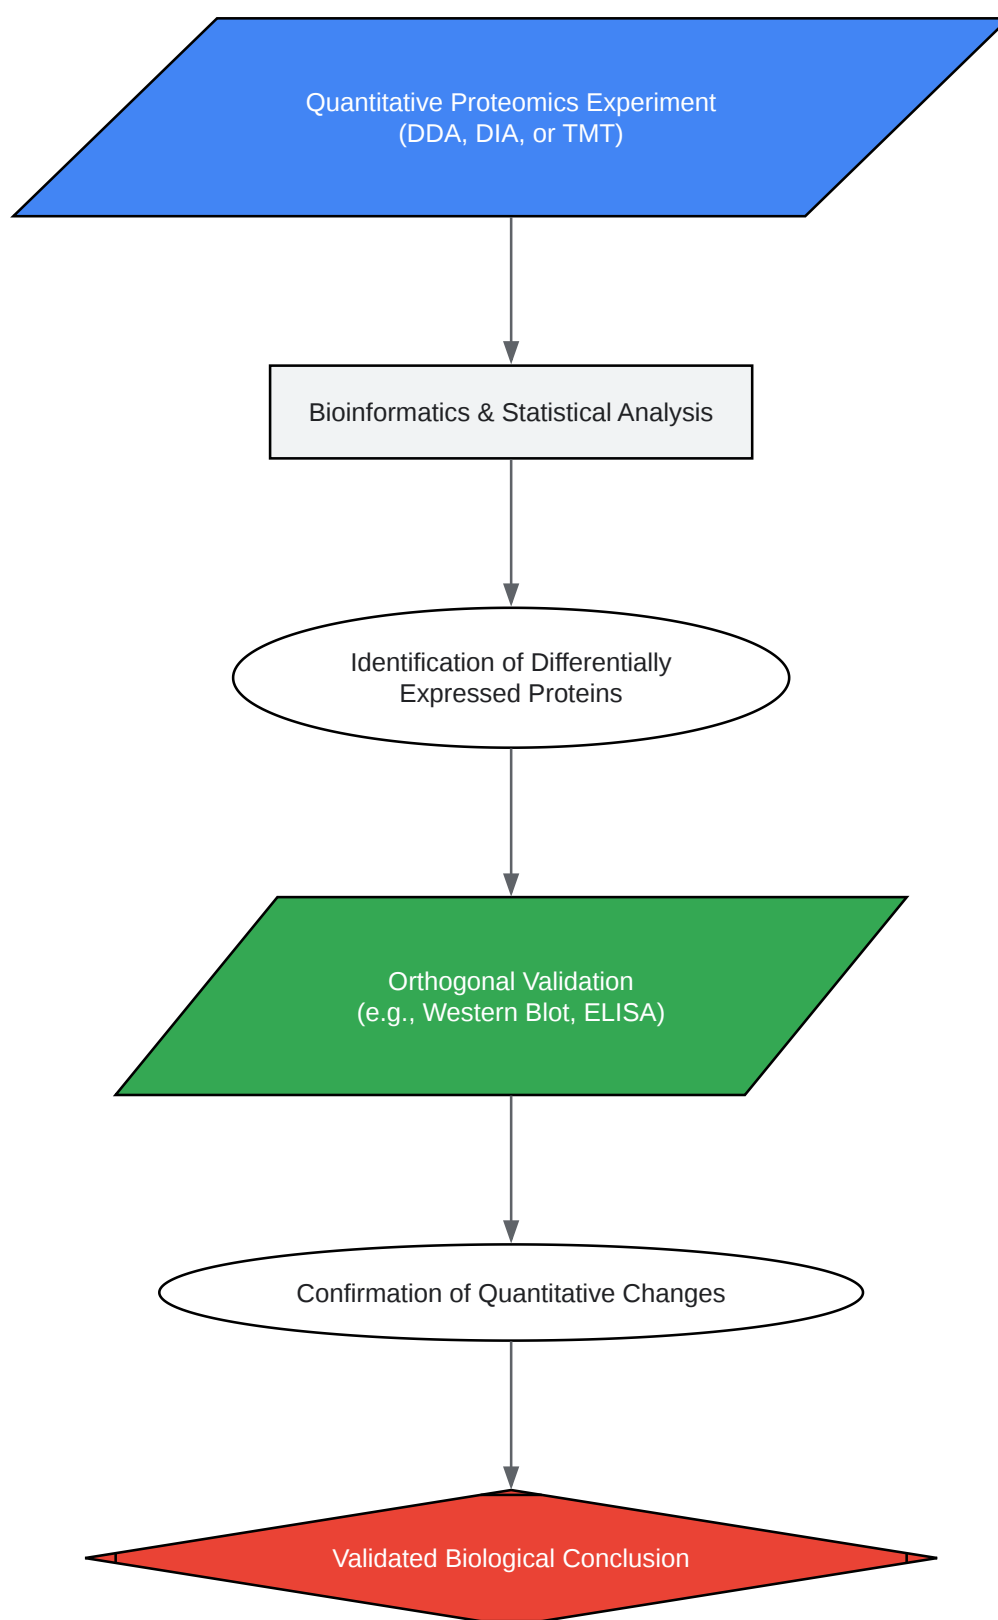 Quantitative Proteomics Experiment
(DDA, DIA, or TMT)
Bioinformatics & Statistical Analysis
Identification of Differentially
Expressed Proteins
Orthogonal Validation
(e.g., Western Blot, ELISA)
Confirmation of Quantitative Changes
Validated Biological Conclusion